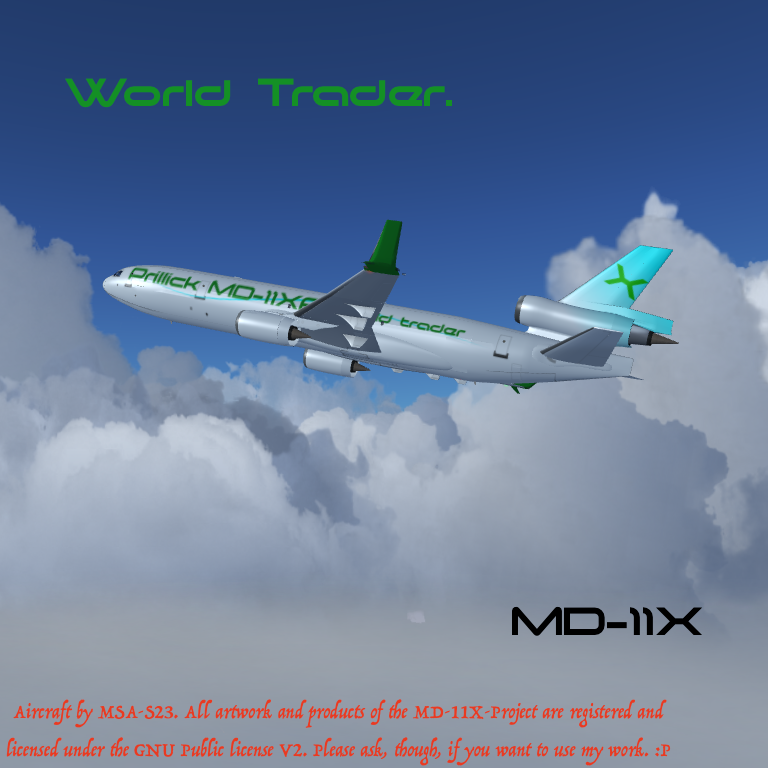 World Trader.
Prillick MD-11X
trader
MD-11X
Aircraft by MSA-S23. All artwork and products of the MD-11X-Project are registered and
licensed under the GNU Public license V2. Please ask, though, if you want to use my work. :P